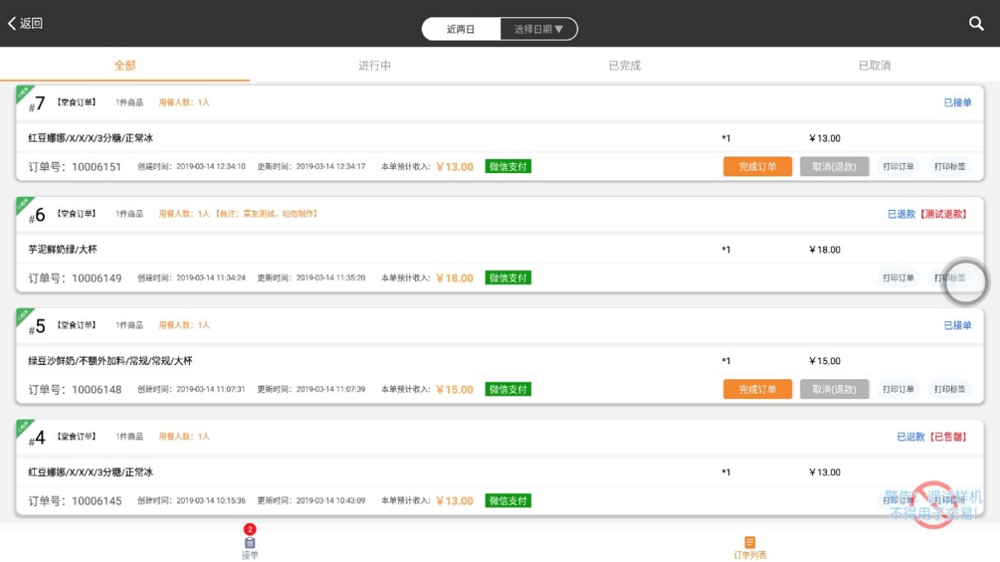 返回
近两日 选择日期▼
全部 进行中 已完成 已取消
#7 【堂食订单】 1件商品 用餐人数：1人 已接单
红豆娜娜/X/X/X/3分糖/正常冰 *1 ￥13.00
订单号：10006151 创建时间：2019-03-14 12:34:10 更新时间：2019-03-14 12:34:17 本单预计收入：￥13.00 微信支付 完成订单 取消(退款) 打印订单 打印标签
#6 【堂食订单】 1件商品 用餐人数：1人 【备注：富友测试，切勿制作】 已退款【测试退款】
芋泥鲜奶绿/大杯 *1 ￥18.00
订单号：10006149 创建时间：2019-03-14 11:34:24 更新时间：2019-03-14 11:35:20 本单预计收入：￥18.00 微信支付 打印订单 打印标签
#5 【堂食订单】 1件商品 用餐人数：1人 已接单
绿豆沙鲜奶/不额外加料/常规/常规/大杯 *1 ￥15.00
订单号：10006148 创建时间：2019-03-14 11:07:31 更新时间：2019-03-14 11:07:39 本单预计收入：￥15.00 微信支付 完成订单 取消(退款) 打印订单 打印标签
#4 【堂食订单】 1件商品 用餐人数：1人 已退款【已售罄】
红豆娜娜/X/X/X/3分糖/正常冰 *1 ￥13.00
订单号：10006145 创建时间：2019-03-14 10:15:36 更新时间：2019-03-14 10:43:09 本单预计收入：￥13.00 微信支付 打印订单 打印标签
警告：调试样机
不得用于交易!
2
接单 订单列表